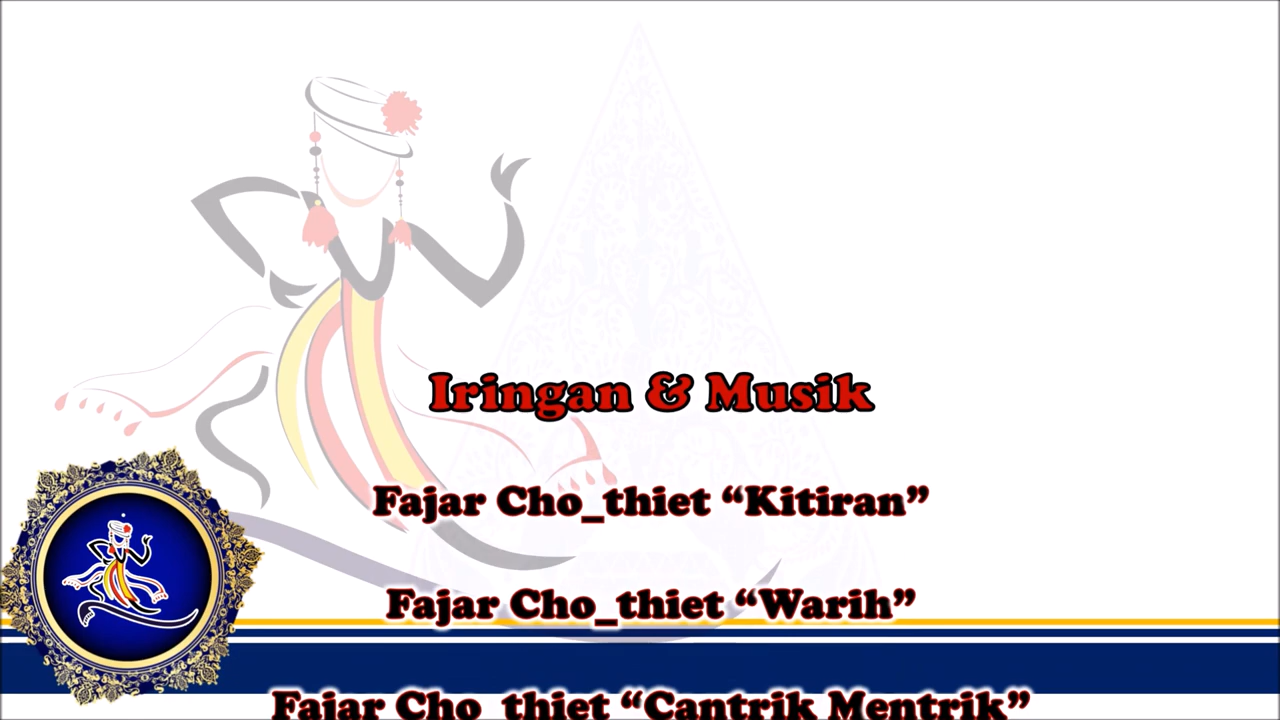 Iringan & Musik
Fajar Cho_thiet “Kitiran”
Fajar Cho_thiet “Warih”
Fajar Cho_thiet “Cantrik Mentrik”